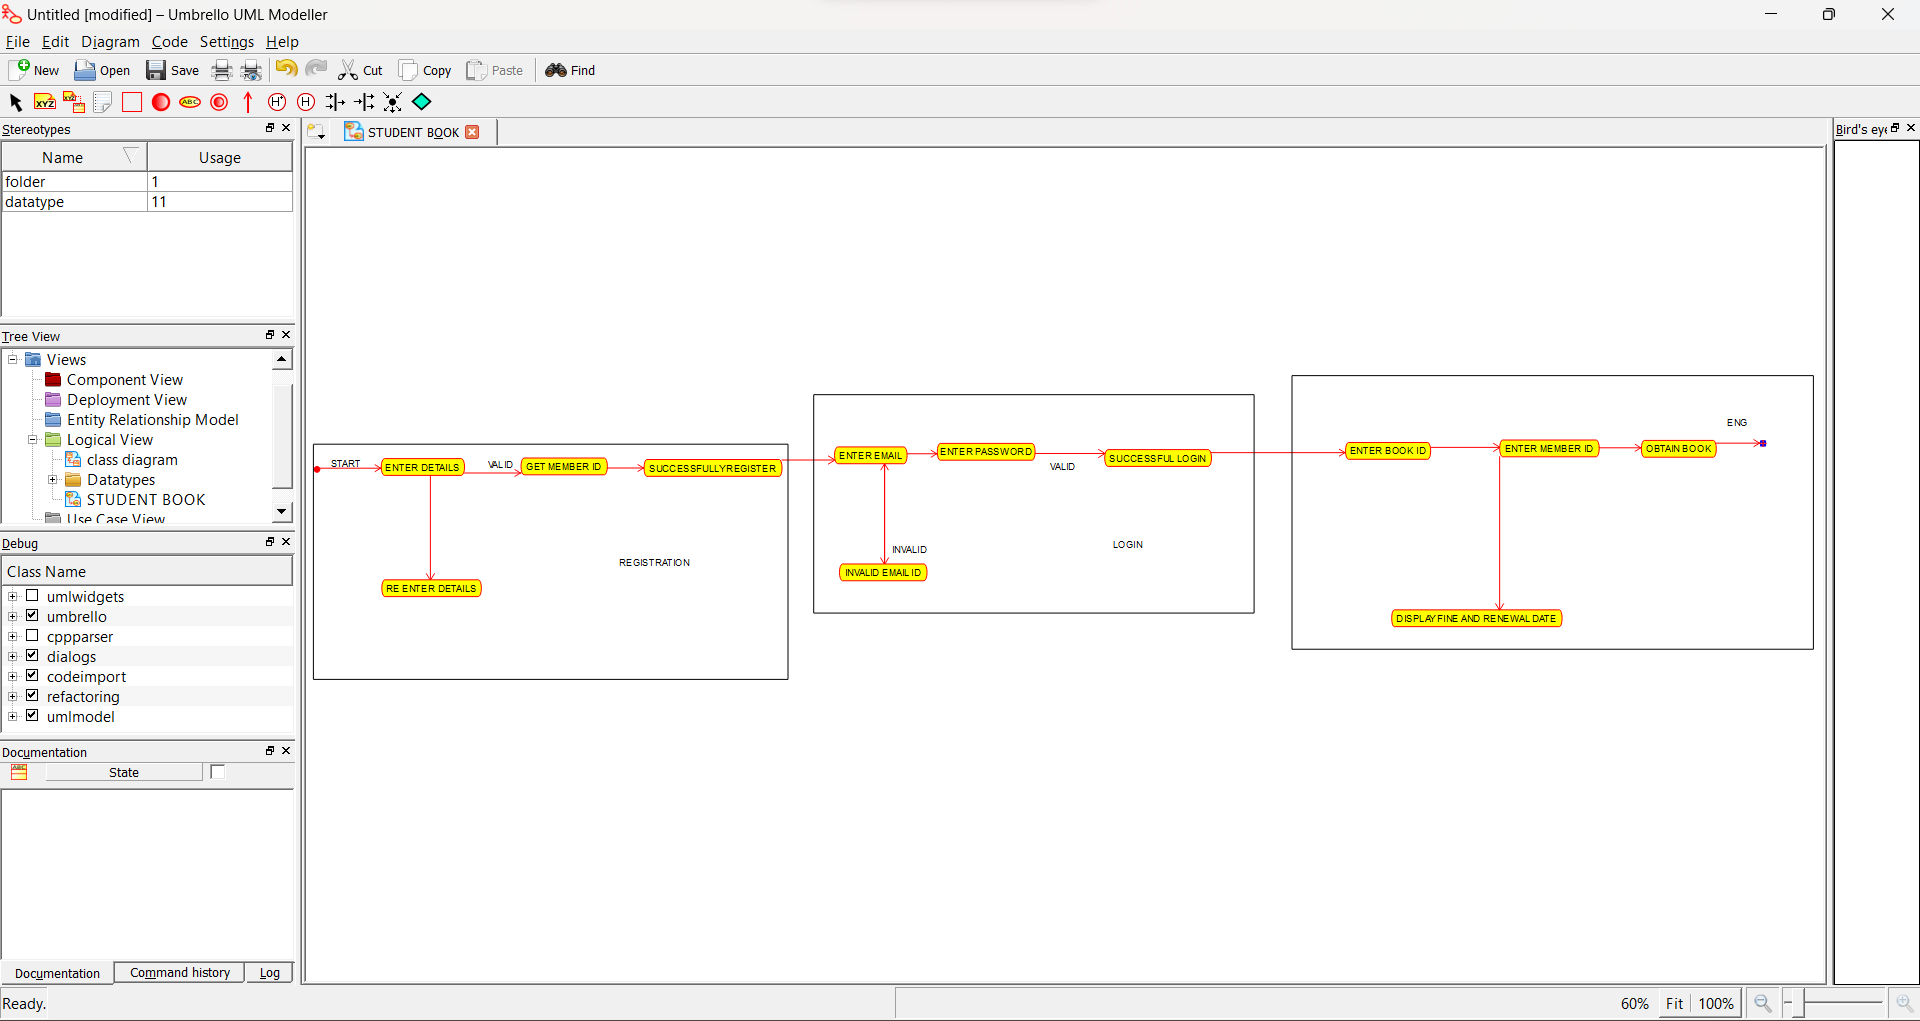 Untitled [modified] – Umbrello UML Modeller
File Edit Diagram Code Settings Help
New Open Save Cut Copy Paste Find
XYZ XYZ ABC H* H
Stereotypes
Name Usage
folder 1
datatype 11
Tree View
Views
Component View
Deployment View
Entity Relationship Model
Logical View
class diagram
Datatypes
STUDENT BOOK
Use Case View
Debug
Class Name
umlwidgets
umbrello
cppparser
dialogs
codeimport
refactoring
umlmodel
Documentation
State
Documentation Command history Log
Ready.
STUDENT BOOK
START
ENTER DETAILS
VALID
GET MEMBER ID
SUCCESSFULLY REGISTER
RE ENTER DETAILS
REGISTRATION
ENTER EMAIL
ENTER PASSWORD
VALID
SUCCESSFUL LOGIN
INVALID
INVALID EMAIL ID
LOGIN
ENG
ENTER BOOK ID
ENTER MEMBER ID
OBTAIN BOOK
DISPLAY FINE AND RENEWAL DATE
Bird's eye
60% Fit 100%